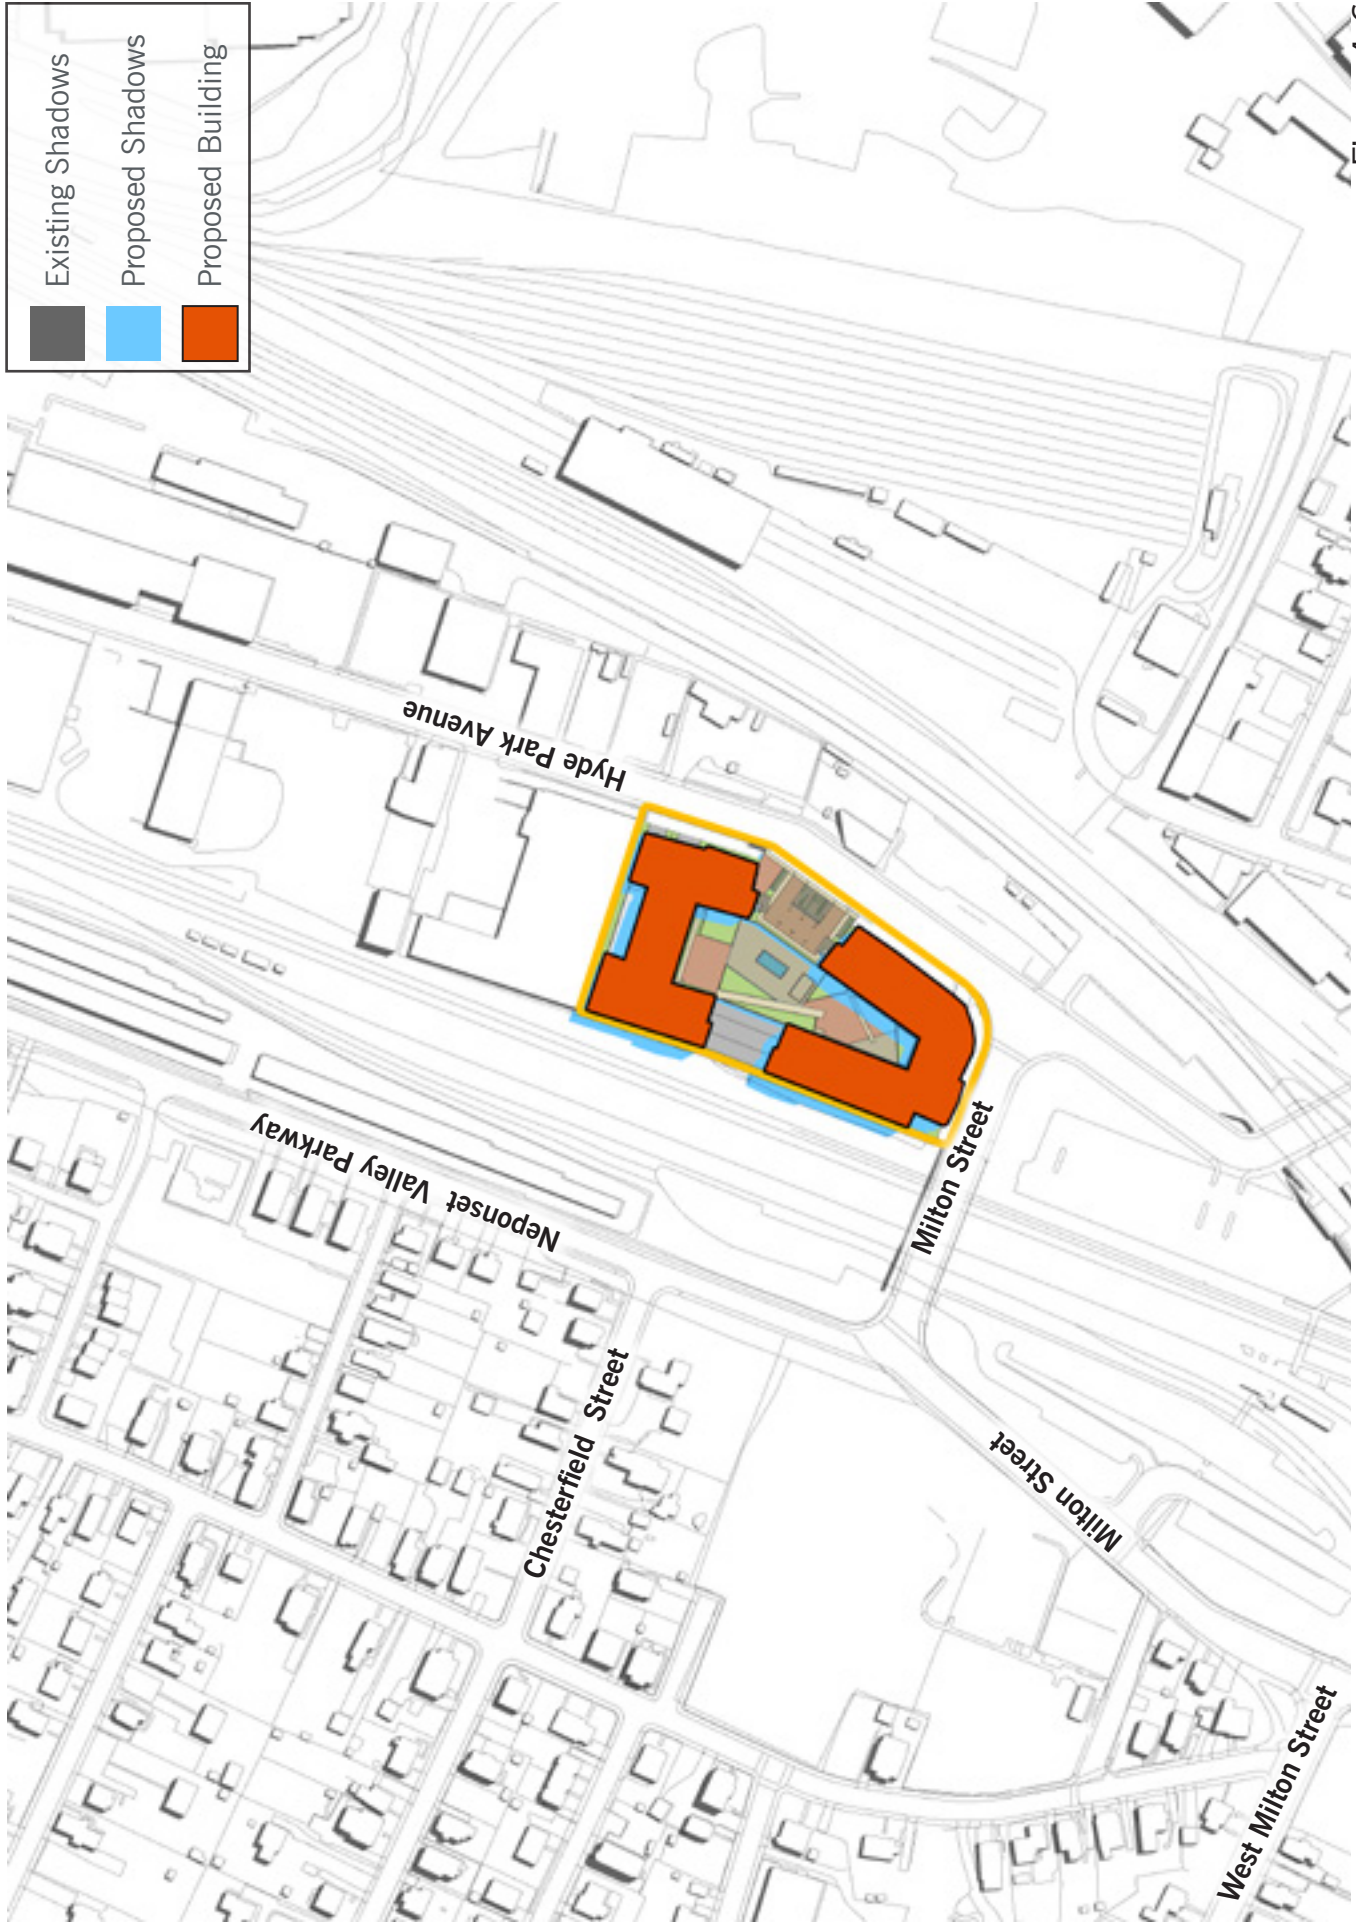 Existing Shadows
Proposed Shadows
Proposed Building
Hyde Park Avenue
Neponset Valley Parkway
Milton Street
Chesterfield Street
Milton Street
West Milton Street